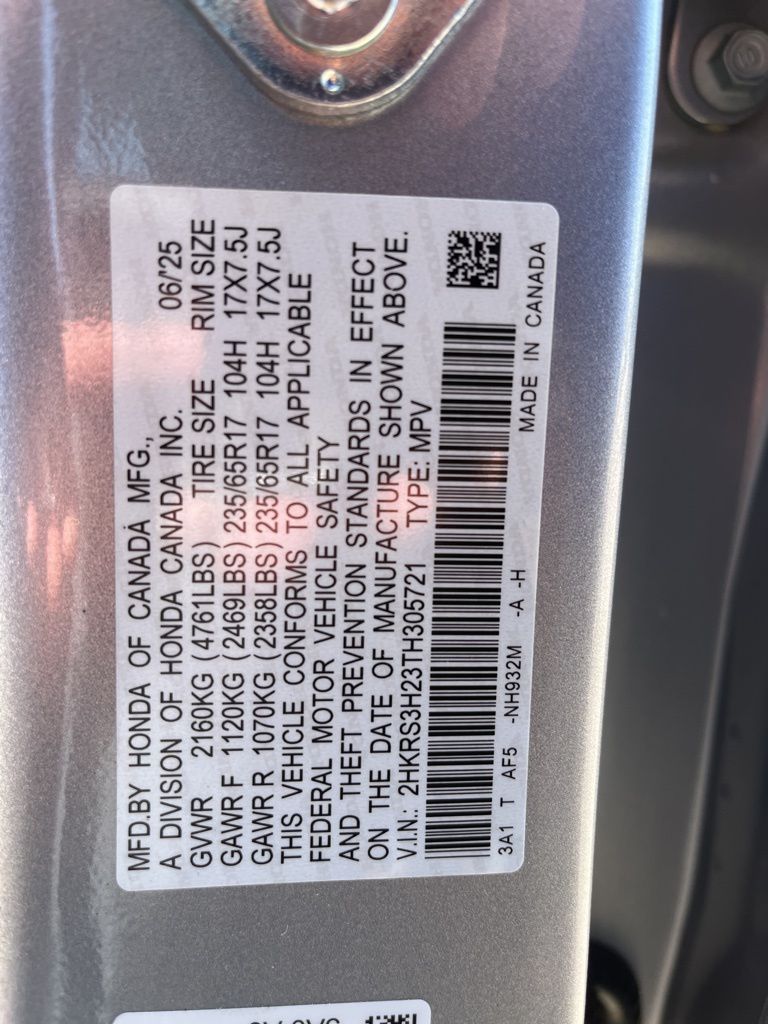 MFD.BY HONDA OF CANADA MFG.,
A DIVISION OF HONDA CANADA INC. 06/'25
GVWR 2160KG (4761LBS) TIRE SIZE RIM SIZE
GAWR F 1120KG (2469LBS) 235/65R17 104H 17X7.5J
GAWR R 1070KG (2358LBS) 235/65R17 104H 17X7.5J
THIS VEHICLE CONFORMS TO ALL APPLICABLE
FEDERAL MOTOR VEHICLE SAFETY
AND THEFT PREVENTION STANDARDS IN EFFECT
ON THE DATE OF MANUFACTURE SHOWN ABOVE.
V.I.N.: 2HKRS3H23TH305721 TYPE: MPV
3A1 T AF5 -NH932M -A -H MADE IN CANADA